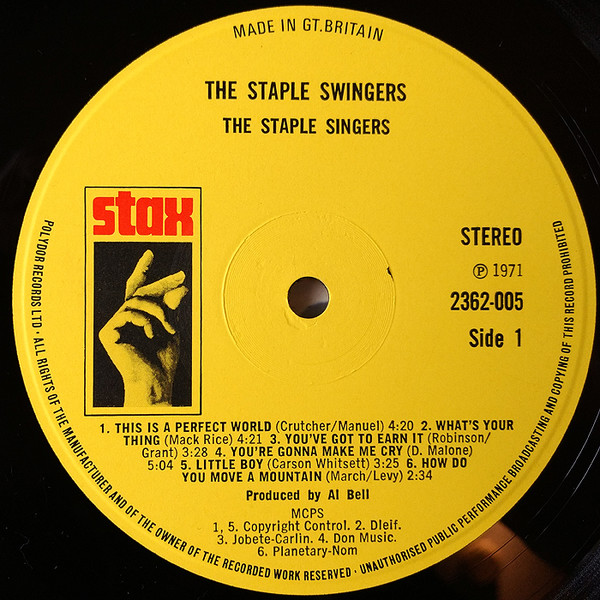 MADE IN GT.BRITAIN
THE STAPLE SWINGERS
THE STAPLE SINGERS
stax
STEREO
Ⓟ 1971
2362-005
Side 1
1. THIS IS A PERFECT WORLD (Crutcher/Manuel) 4:20 2. WHAT'S YOUR
THING (Mack Rice) 4:21 3. YOU'VE GOT TO EARN IT (Robinson/
Grant) 3:28 4. YOU'RE GONNA MAKE ME CRY (D. Malone)
5:04 5. LITTLE BOY (Carson Whitsett) 3:25 6. HOW DO
YOU MOVE A MOUNTAIN (March/Levy) 2:34
Produced by Al Bell
MCPS
1, 5. Copyright Control. 2. Dleif.
3. Jobete-Carlin. 4. Don Music.
6. Planetary-Nom
POLYDOR RECORDS LTD · ALL RIGHTS OF THE MANUFACTURER AND OF THE OWNER OF THE RECORDED WORK RESERVED · UNAUTHORISED PUBLIC PERFORMANCE BROADCASTING AND COPYING OF THIS RECORD PROHIBITED